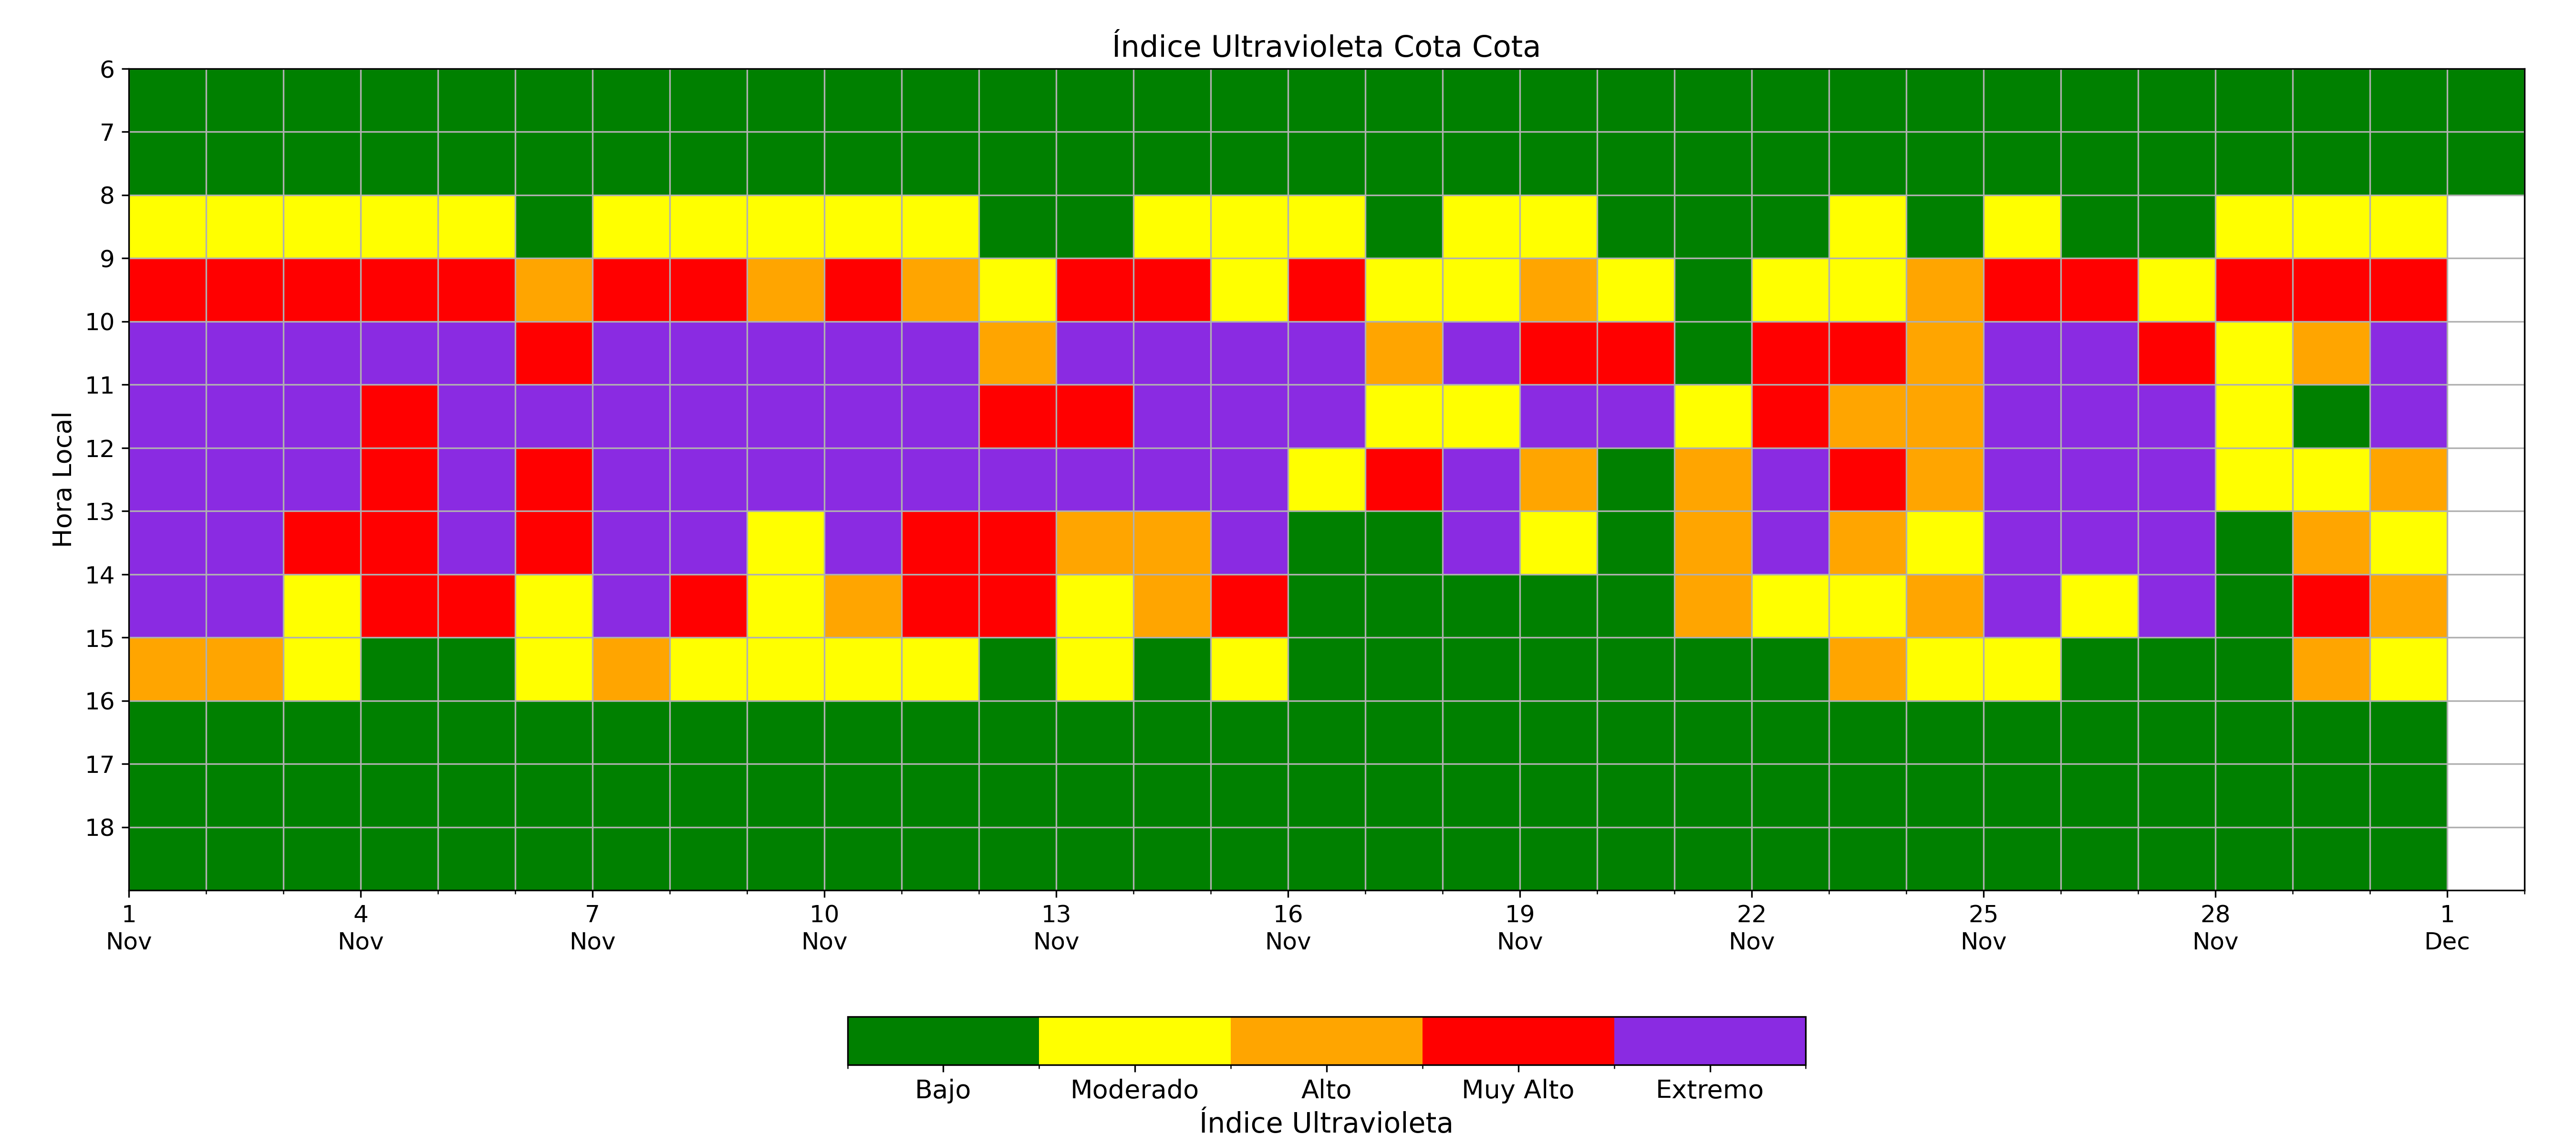 Índice Ultravioleta Cota Cota
Hora Local
6
7
8
9
10
11
12
13
14
15
16
17
18
1 4 7 10 13 16 19 22 25 28 1
Nov Nov Nov Nov Nov Nov Nov Nov Nov Nov Dec
Bajo Moderado Alto Muy Alto Extremo
Índice Ultravioleta